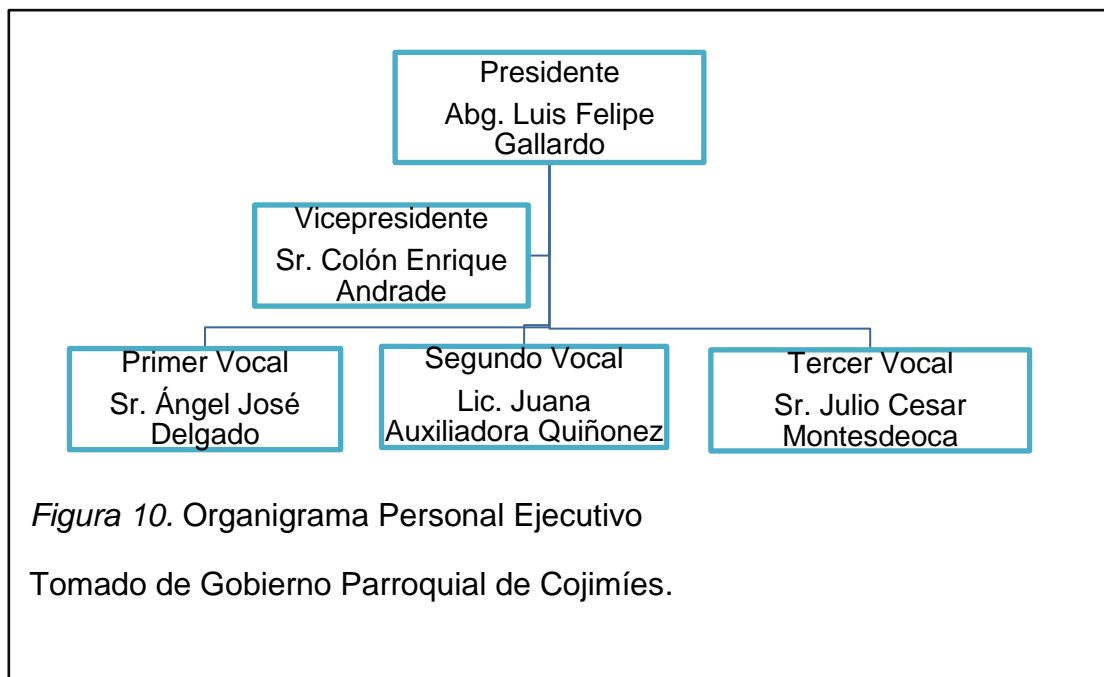 Presidente
Abg. Luis Felipe
Gallardo
Vicepresidente
Sr. Colón Enrique
Andrade
Primer Vocal
Sr. Ángel José
Delgado
Segundo Vocal
Lic. Juana
Auxiliadora Quiñonez
Tercer Vocal
Sr. Julio Cesar
Montesdeoca
Figura 10. Organigrama Personal Ejecutivo
Tomado de Gobierno Parroquial de Cojimíes.